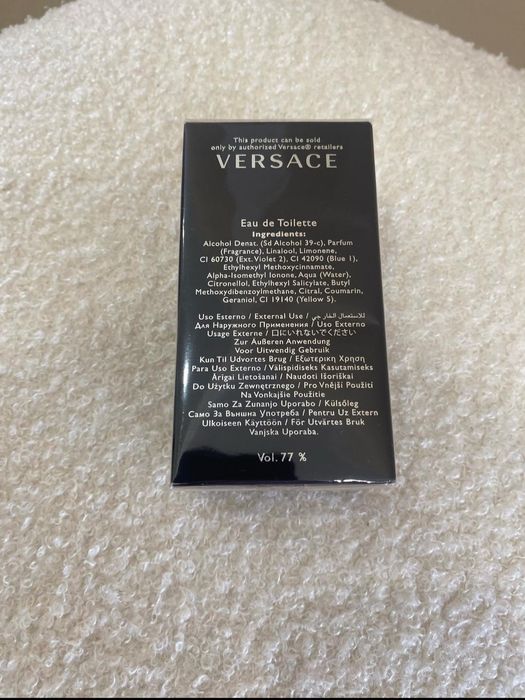 This product can be sold
only by authorized Versace® retailers
VERSACE
Eau de Toilette
Ingredients:
Alcohol Denat. (Sd Alcohol 39-c), Parfum
(Fragrance), Linalool, Limonene,
CI 60730 (Ext. Violet 2), CI 42090 (Blue 1),
Ethylhexyl Methoxycinnamate,
Alpha-Isomethyl Ionone, Aqua (Water),
Citronellol, Ethylhexyl Salicylate, Butyl
Methoxydibenzoylmethane, Citral, Coumarin,
Geraniol, CI 19140 (Yellow 5).
Uso Esterno / External Use / للاستعمال الخارجي /
Для Наружного Применения / Uso Externo
Usage Externe / 口にいれないでください
Zur Äußeren Anwendung
Voor Uitwendig Gebruik
Kun Til Udvortes Brug / Εξωτερικη Χρηση
Para Uso Externo / Välispidiseks Kasutamiseks
Ārīgai Lietošanai / Naudoti Išoriškai
Do Użytku Zewnętrznego / Pro Vnější Použití
Na Vonkajšie Použitie
Samo Za Zunanjo Uporabo / Külsőleg
Само За Външна Употреба / Pentru Uz Extern
Ulkoiseen Käyttöön / För Utvärtes Bruk
Vanjska Uporaba.
Vol. 77 %